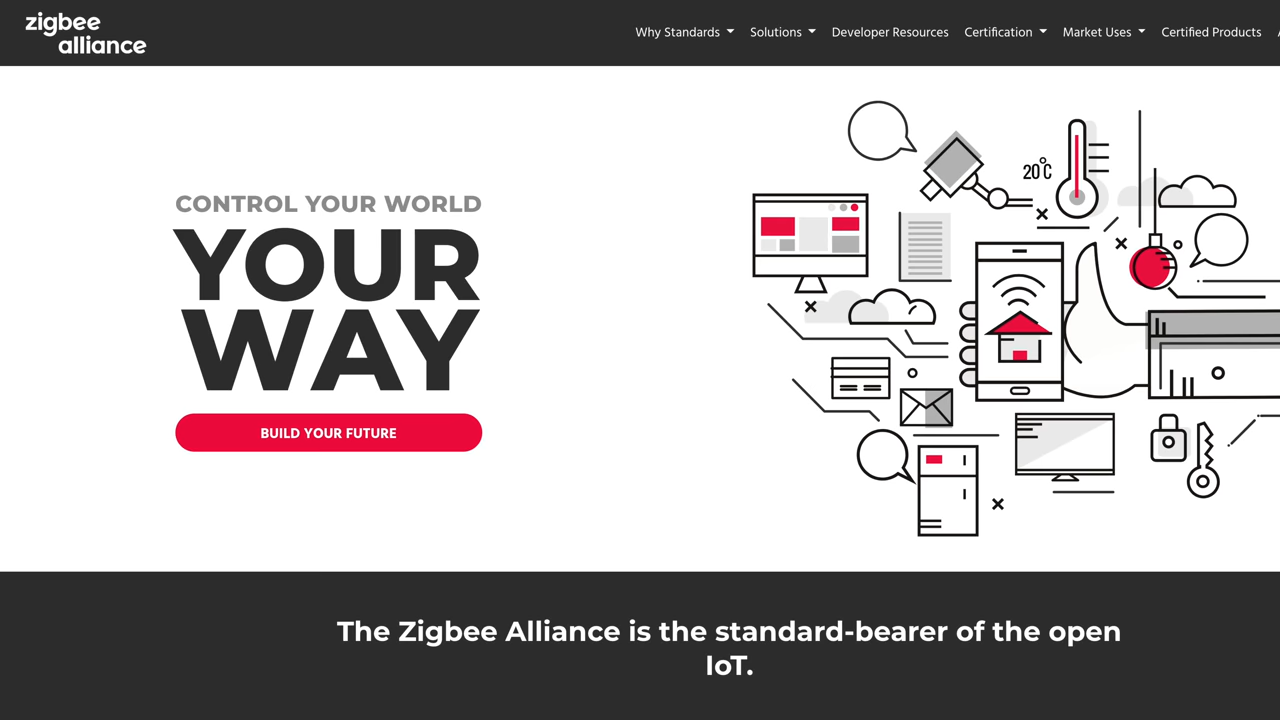 zigbee
alliance
Why Standards
Solutions
Developer Resources
Certification
Market Uses
Certified Products
20°C
CONTROL YOUR WORLD
YOUR
WAY
BUILD YOUR FUTURE
The Zigbee Alliance is the standard-bearer of the open
IoT.